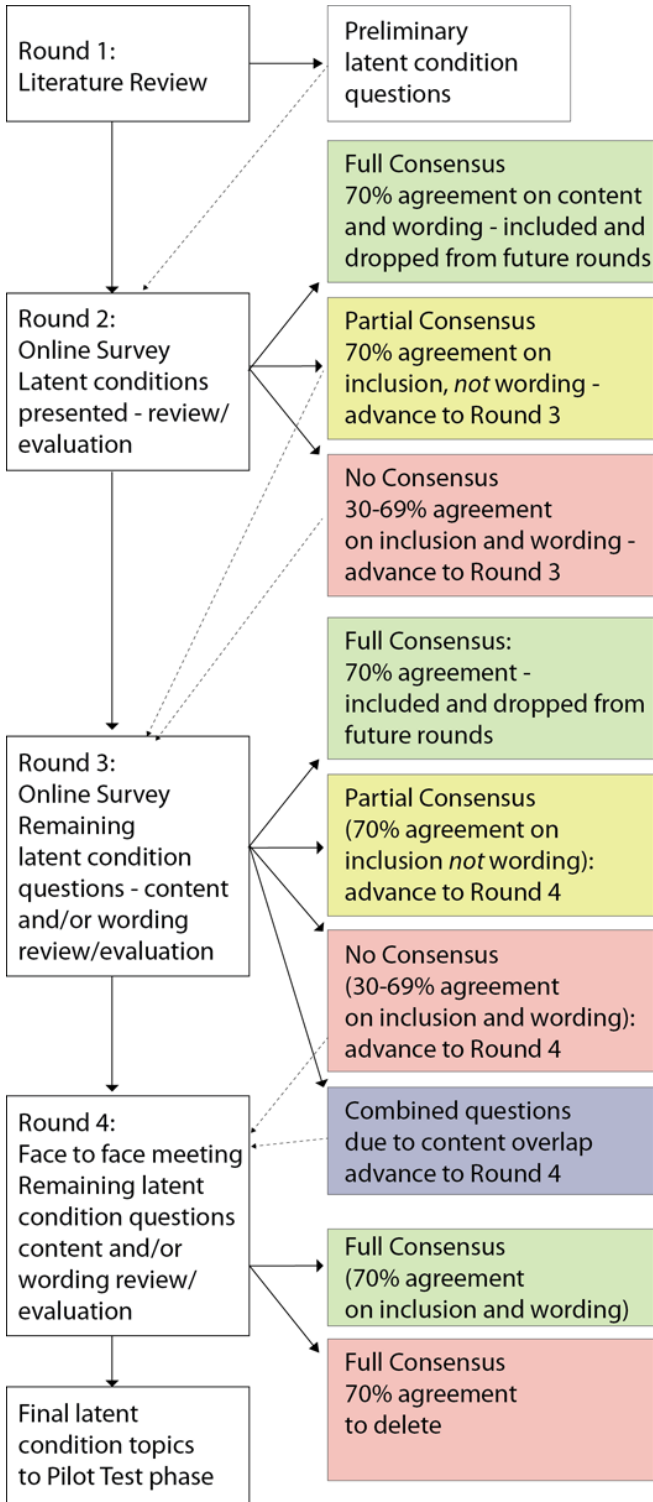 Round 1:
Literature Review
Preliminary
latent condition
questions
Full Consensus
70% agreement on content
and wording - included and
dropped from future rounds
Round 2:
Online Survey
Latent conditions
presented - review/
evaluation
Partial Consensus
70% agreement on
inclusion, not wording -
advance to Round 3
No Consensus
30-69% agreement
on inclusion and wording -
advance to Round 3
Full Consensus:
70% agreement -
included and dropped from
future rounds
Round 3:
Online Survey
Remaining
latent condition
questions - content
and/or wording
review/evaluation
Partial Consensus
(70% agreement on
inclusion not wording):
advance to Round 4
No Consensus
(30-69% agreement
on inclusion and wording):
advance to Round 4
Combined questions
due to content overlap
advance to Round 4
Round 4:
Face to face meeting
Remaining latent
condition questions
content and/or
wording review/
evaluation
Full Consensus
(70% agreement
on inclusion and wording)
Full Consensus
70% agreement
to delete
Final latent
condition topics
to Pilot Test phase